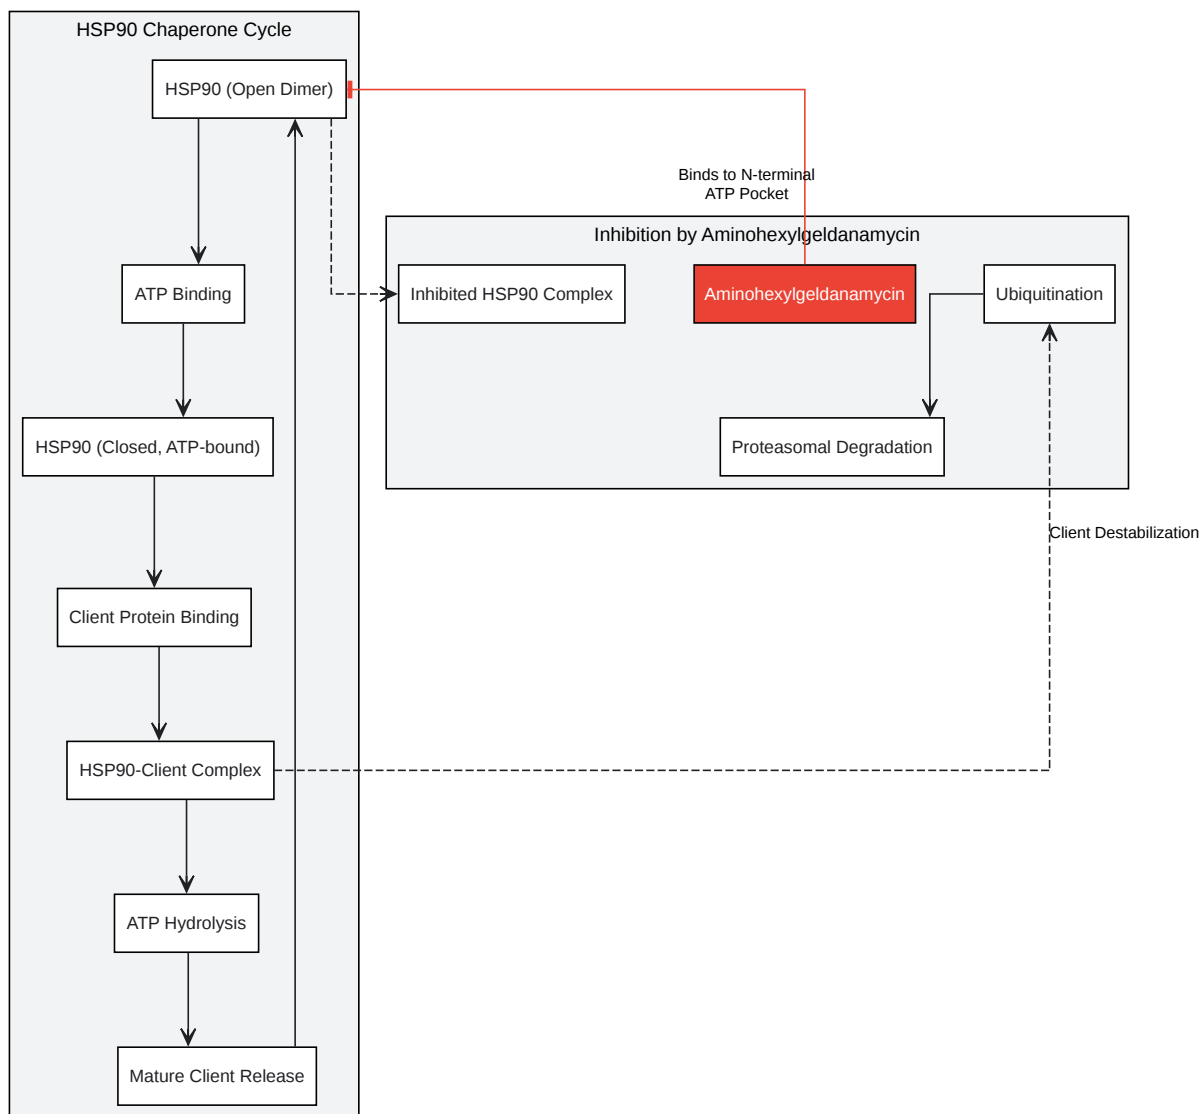 HSP90 Chaperone Cycle
HSP90 (Open Dimer)
ATP Binding
HSP90 (Closed, ATP-bound)
Client Protein Binding
HSP90-Client Complex
ATP Hydrolysis
Mature Client Release
Binds to N-terminal
ATP Pocket
Inhibition by Aminohexylgeldanamycin
Inhibited HSP90 Complex
Aminohexylgeldanamycin
Ubiquitination
Proteasomal Degradation
Client Destabilization